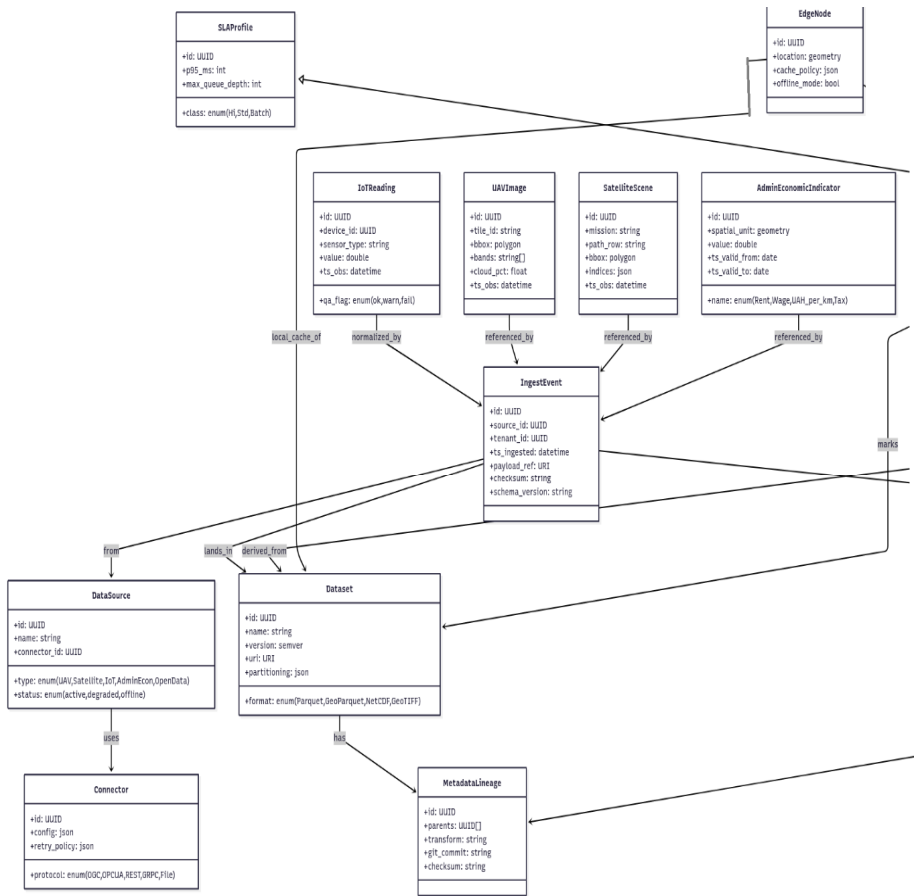 SLAProfile
+id: UUID
+p95_ms: int
+max_queue_depth: int
+class: enum(Hi,Std,Batch)
EdgeNode
+id: UUID
+location: geometry
+cache_policy: json
+offline_mode: bool
IoTReading
+id: UUID
+device_id: UUID
+sensor_type: string
+value: double
+ts_obs: datetime
+qa_flag: enum(ok,warn,fail)
UAVImage
+id: UUID
+tile_id: string
+bbox: polygon
+bands: string[]
+cloud_pct: float
+ts_obs: datetime
SatelliteScene
+id: UUID
+mission: string
+path_row: string
+bbox: polygon
+indices: json
+ts_obs: datetime
AdminEconomicIndicator
+id: UUID
+spatial_unit: geometry
+value: double
+ts_valid_from: date
+ts_valid_to: date
+name: enum(Rent,Wage,UAH_per_km,Tax)
local_cache_of
normalized_by
referenced_by
referenced_by
referenced_by
IngestEvent
+id: UUID
+source_id: UUID
+tenant_id: UUID
+ts_ingested: datetime
+payload_ref: URI
+checksum: string
+schema_version: string
marks
from
lands_in
derived_from
DataSource
+id: UUID
+name: string
+connector_id: UUID
+type: enum(UAV,Satellite,IoT,AdminEcon,OpenData)
+status: enum(active,degraded,offline)
Dataset
+id: UUID
+name: string
+version: semver
+uri: URI
+partitioning: json
+format: enum(Parquet,GeoParquet,NetCDF,GeoTIFF)
uses
has
Connector
+id: UUID
+config: json
+retry_policy: json
+protocol: enum(OGC,OPCUA,REST,GRPC,File)
MetadataLineage
+id: UUID
+parents: UUID[]
+transform: string
+git_commit: string
+checksum: string